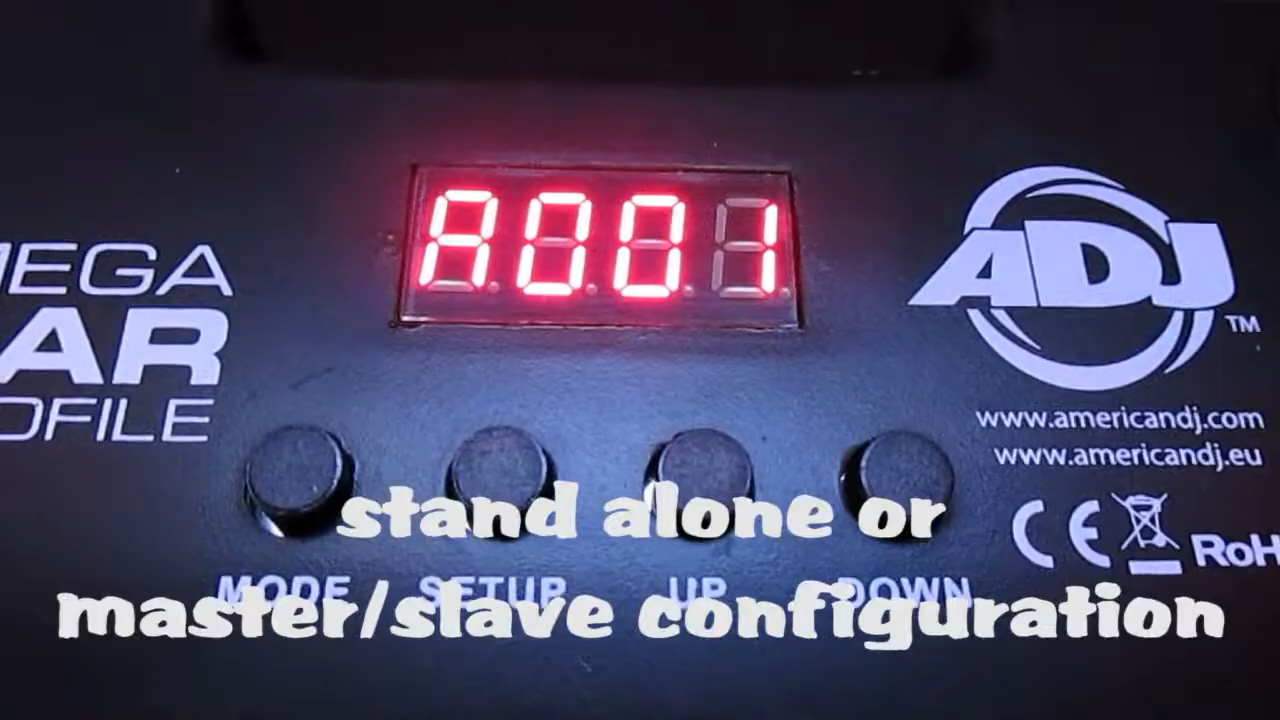 A001
EGA
AR
OFILE
ADJ
TM
www.americandj.com
www.americandj.eu
CE
RoH
MODE SETUP UP DOWN
stand alone or
master/slave configuration